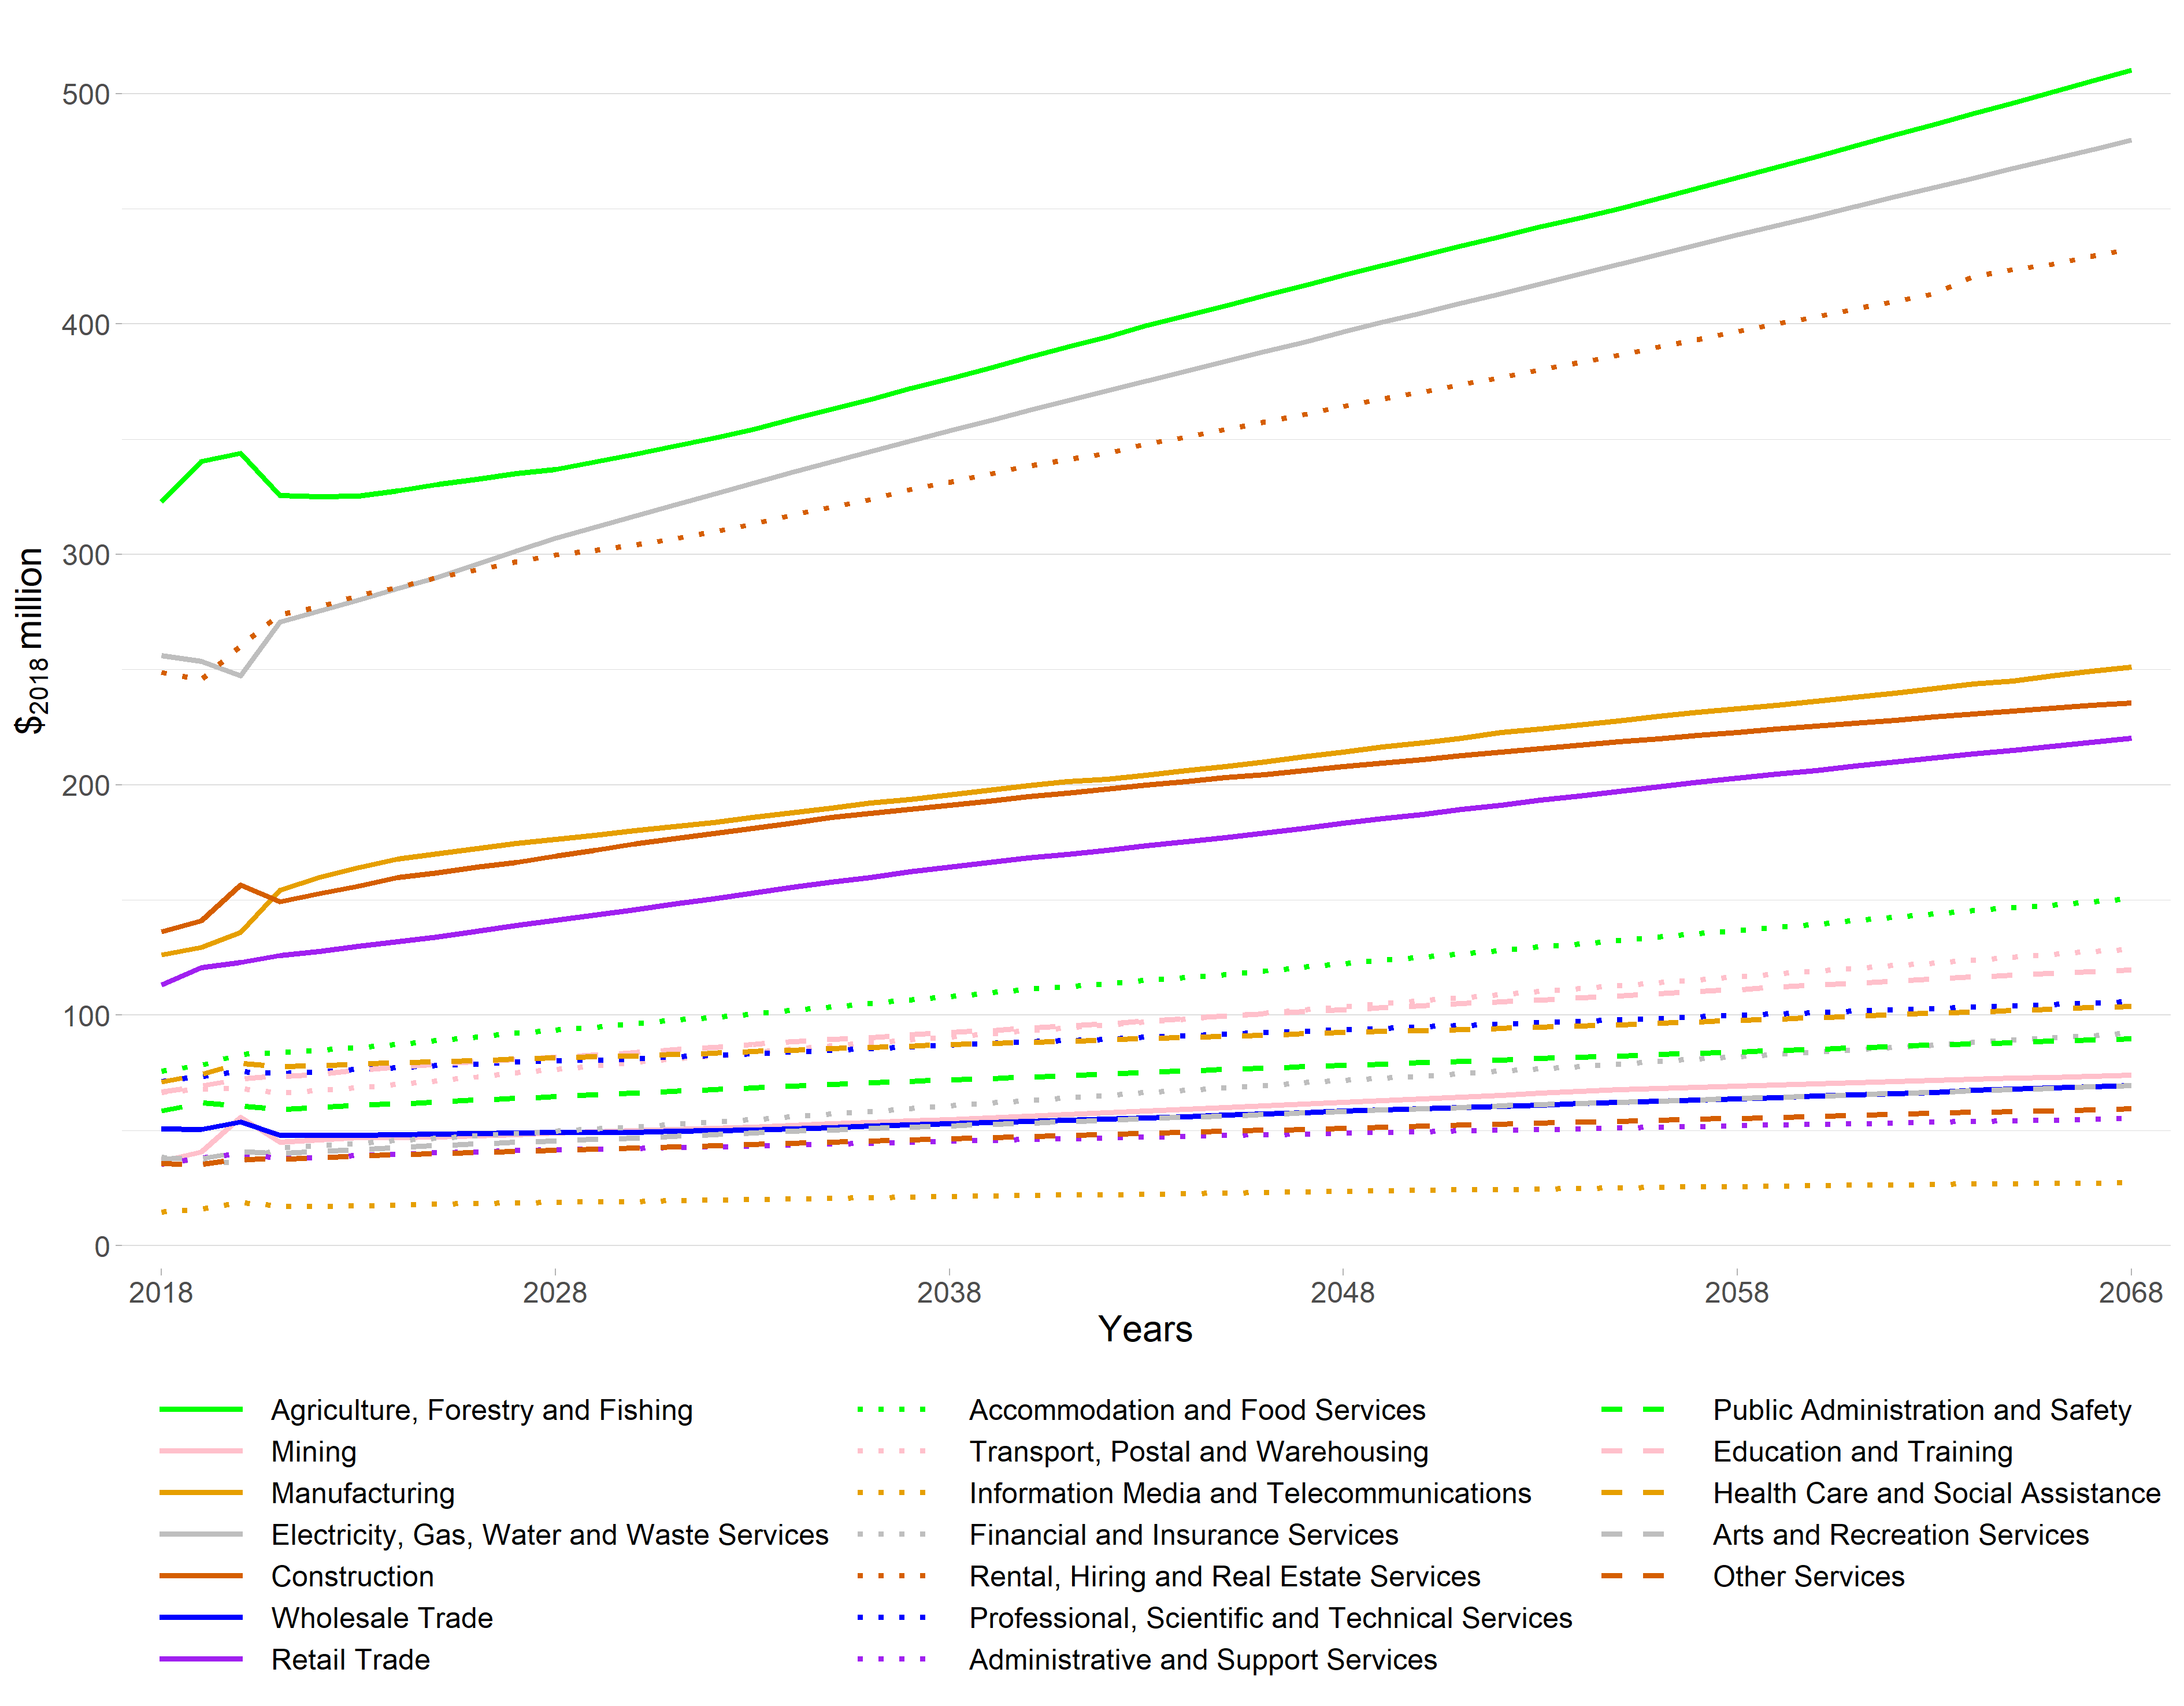 500
400
300
200
100
0
$2018 million
2018 2028 2038 2048 2058 2068
Years
Agriculture, Forestry and Fishing
Mining
Manufacturing
Electricity, Gas, Water and Waste Services
Construction
Wholesale Trade
Retail Trade
Accommodation and Food Services
Transport, Postal and Warehousing
Information Media and Telecommunications
Financial and Insurance Services
Rental, Hiring and Real Estate Services
Professional, Scientific and Technical Services
Administrative and Support Services
Public Administration and Safety
Education and Training
Health Care and Social Assistance
Arts and Recreation Services
Other Services